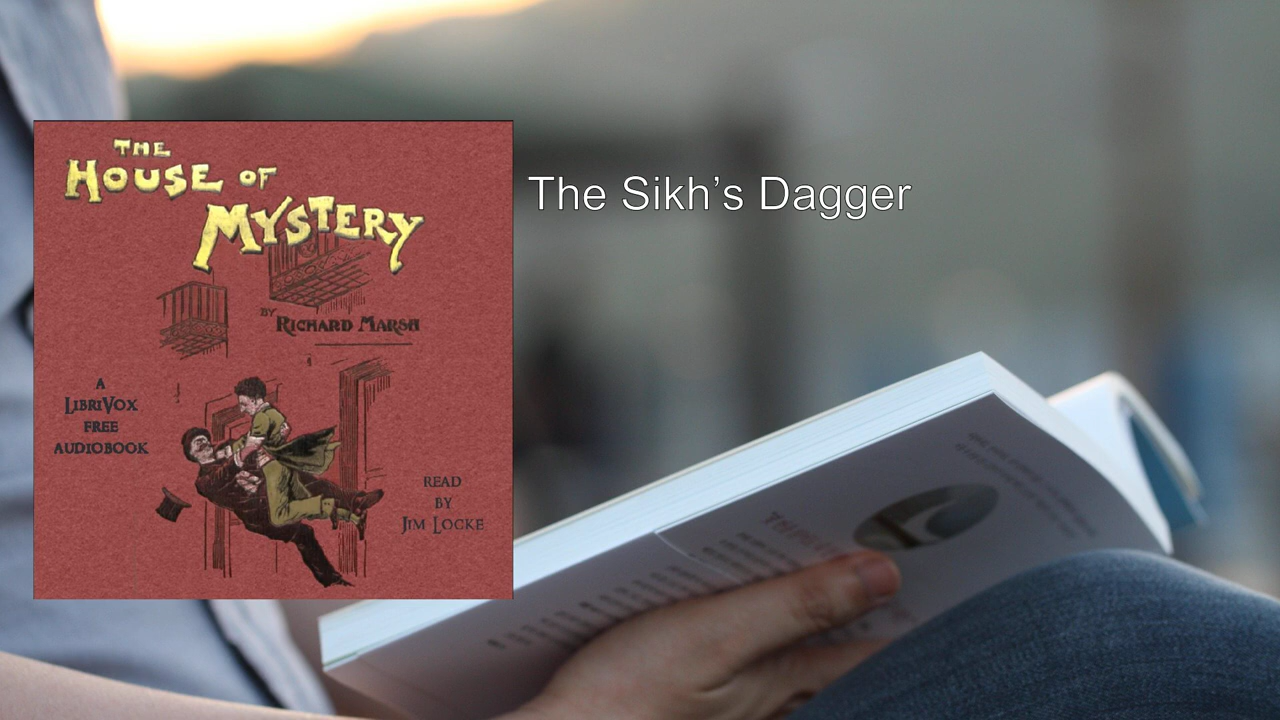 THE
HOUSE OF
MYSTERY
BY
RICHARD MARSH
A
LIBRIVOX
FREE
AUDIOBOOK
READ
BY
JIM LOCKE
The Sikh’s Dagger